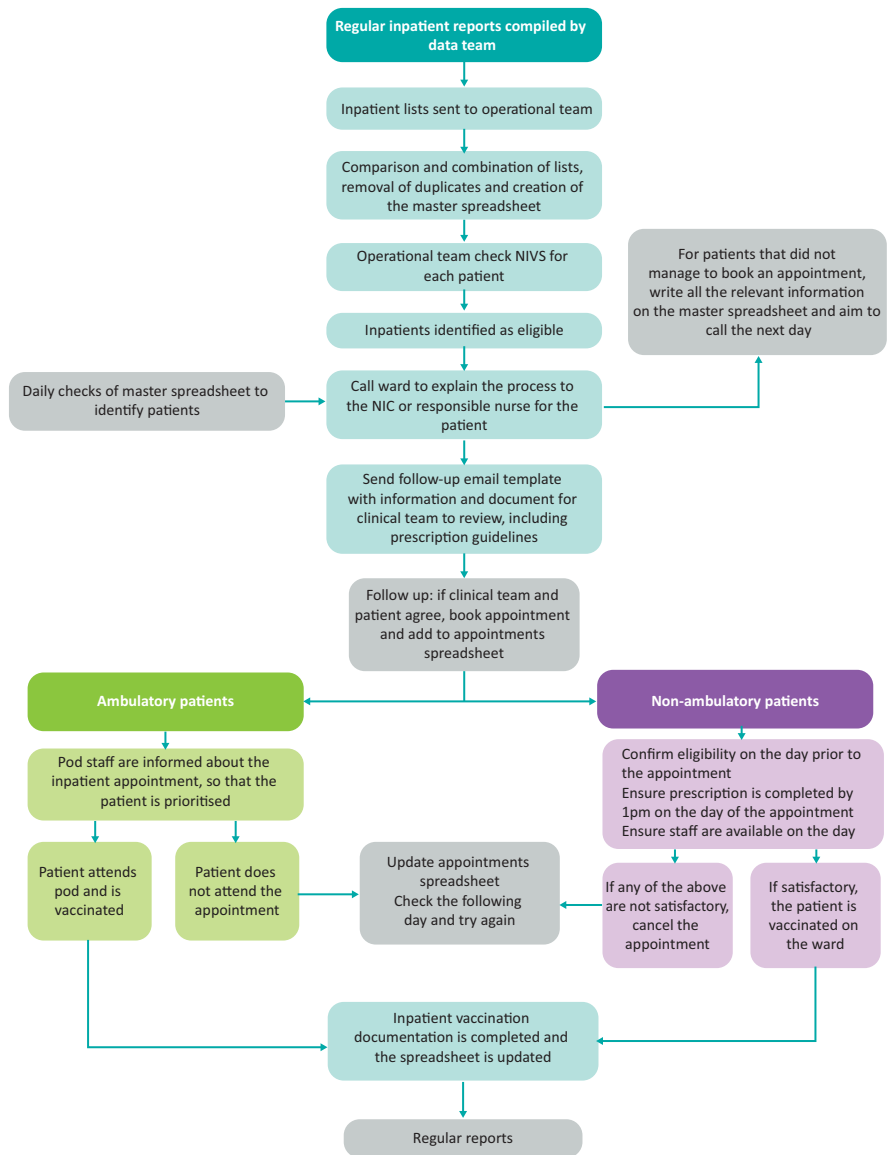 Regular inpatient reports compiled by
data team
Inpatient lists sent to operational team
Comparison and combination of lists,
removal of duplicates and creation of
the master spreadsheet
Operational team check NIVS for
each patient
For patients that did not
manage to book an appointment,
write all the relevant information
on the master spreadsheet and aim to
call the next day
Inpatients identified as eligible
Daily checks of master spreadsheet to
identify patients
Call ward to explain the process to
the NIC or responsible nurse for the
patient
Send follow-up email template
with information and document for
clinical team to review, including
prescription guidelines
Follow up: if clinical team and
patient agree, book appointment
and add to appointments
spreadsheet
Ambulatory patients
Non-ambulatory patients
Pod staff are informed about the
inpatient appointment, so that the
patient is prioritised
Confirm eligibility on the day prior to
the appointment
Ensure prescription is completed by
1pm on the day of the appointment
Ensure staff are available on the day
Patient attends
pod and is
vaccinated
Patient does
not attend the
appointment
Update appointments
spreadsheet
Check the following
day and try again
If any of the above
are not satisfactory,
cancel the
appointment
If satisfactory,
the patient is
vaccinated on
the ward
Inpatient vaccination
documentation is completed and
the spreadsheet is updated
Regular reports